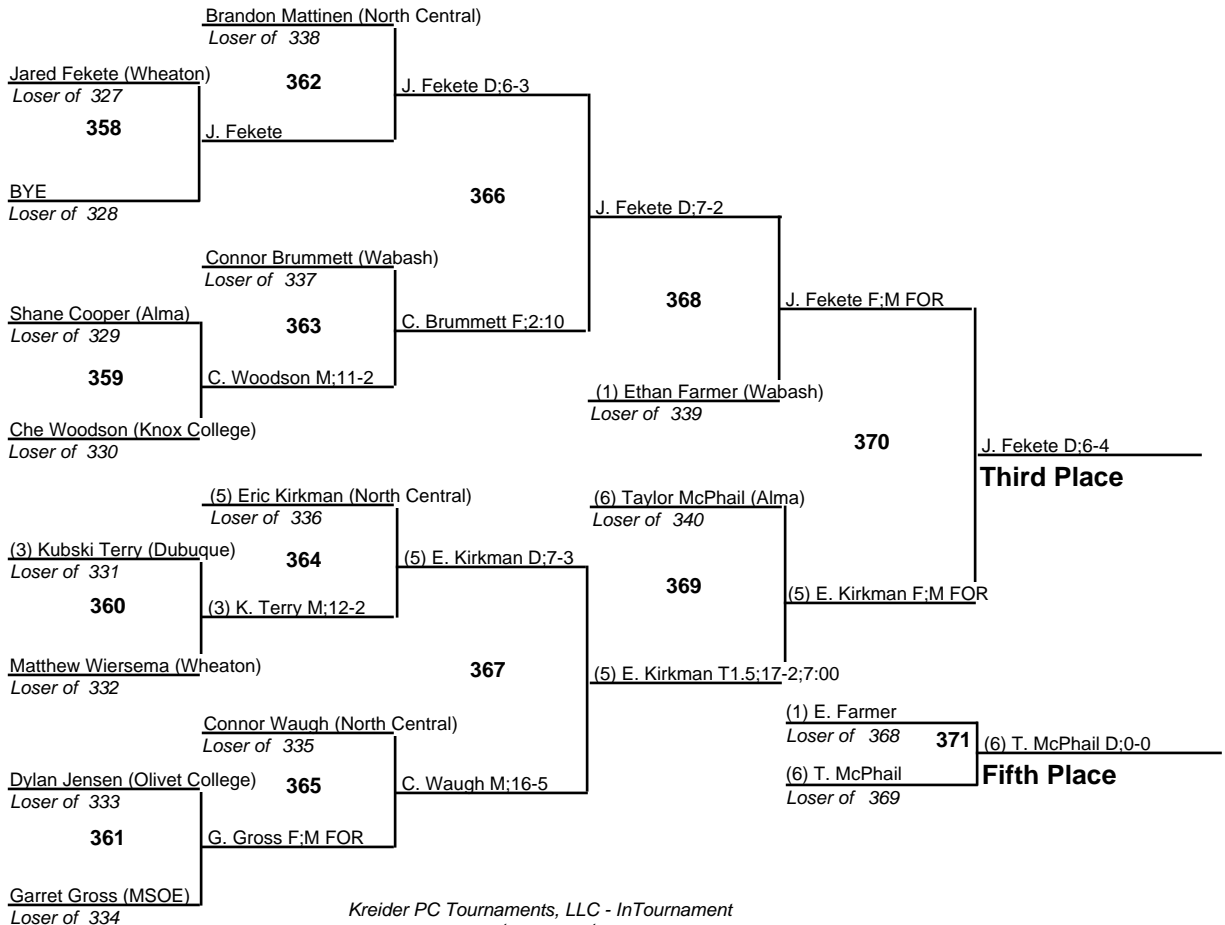 Brandon Mattinen (North Central)
Loser of 338
Jared Fekete (Wheaton)
Loser of 327
362
J. Fekete D;6-3
358
J. Fekete
BYE
Loser of 328
366
J. Fekete D;7-2
Connor Brummett (Wabash)
Loser of 337
Shane Cooper (Alma)
Loser of 329
363
C. Brummett F;2:10
368
J. Fekete F;M FOR
359
C. Woodson M;11-2
(1) Ethan Farmer (Wabash)
Loser of 339
Che Woodson (Knox College)
Loser of 330
370
J. Fekete D;6-4
Third Place
(5) Eric Kirkman (North Central)
Loser of 336
(6) Taylor McPhail (Alma)
Loser of 340
(3) Kubski Terry (Dubuque)
Loser of 331
364
(5) E. Kirkman D;7-3
369
(5) E. Kirkman F;M FOR
360
(3) K. Terry M;12-2
Matthew Wiersema (Wheaton)
Loser of 332
367
(5) E. Kirkman T1.5;17-2;7:00
Connor Waugh (North Central)
Loser of 335
(1) E. Farmer
Loser of 368
371
(6) T. McPhail D;0-0
Fifth Place
(6) T. McPhail
Loser of 369
Dylan Jensen (Olivet College)
Loser of 333
365
C. Waugh M;16-5
361
G. Gross F;M FOR
Garret Gross (MSOE)
Loser of 334
Kreider PC Tournaments, LLC - InTournament